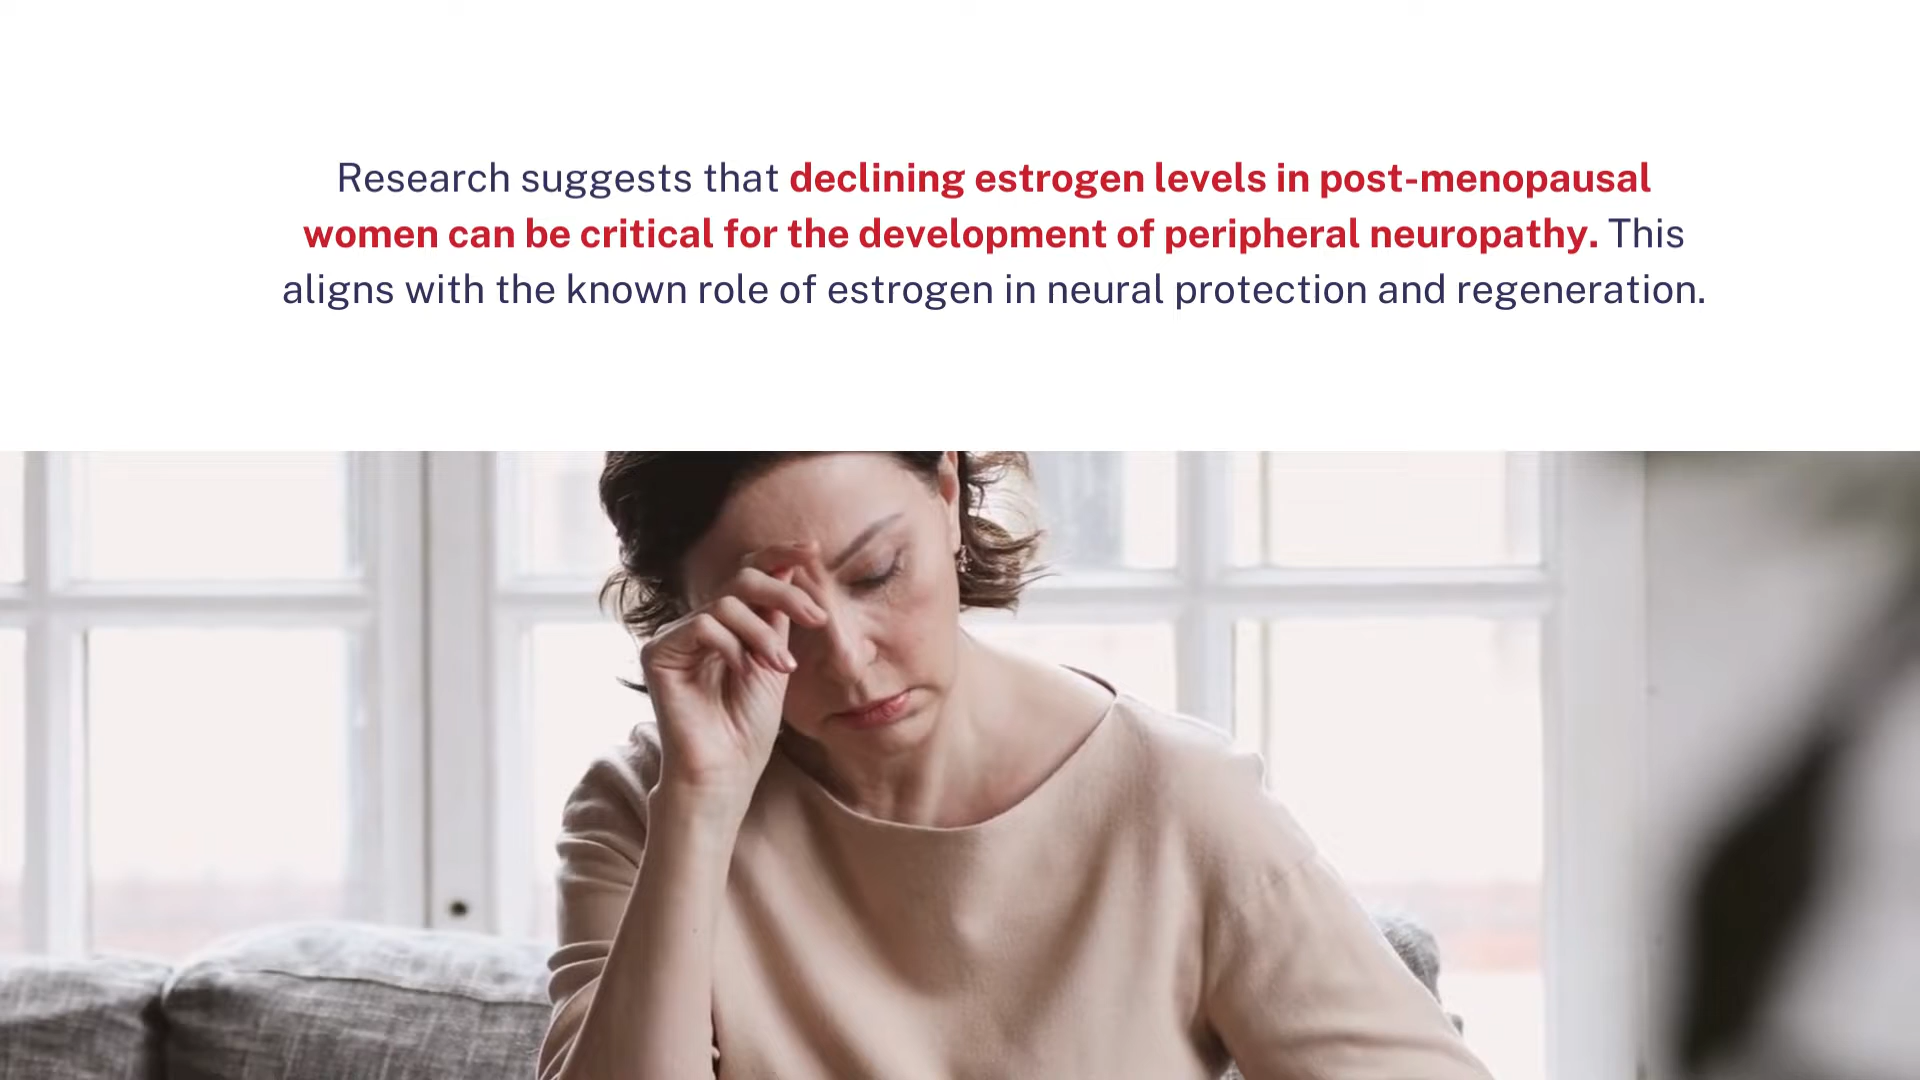 Research suggests that declining estrogen levels in post-menopausal
women can be critical for the development of peripheral neuropathy. This
aligns with the known role of estrogen in neural protection and regeneration.